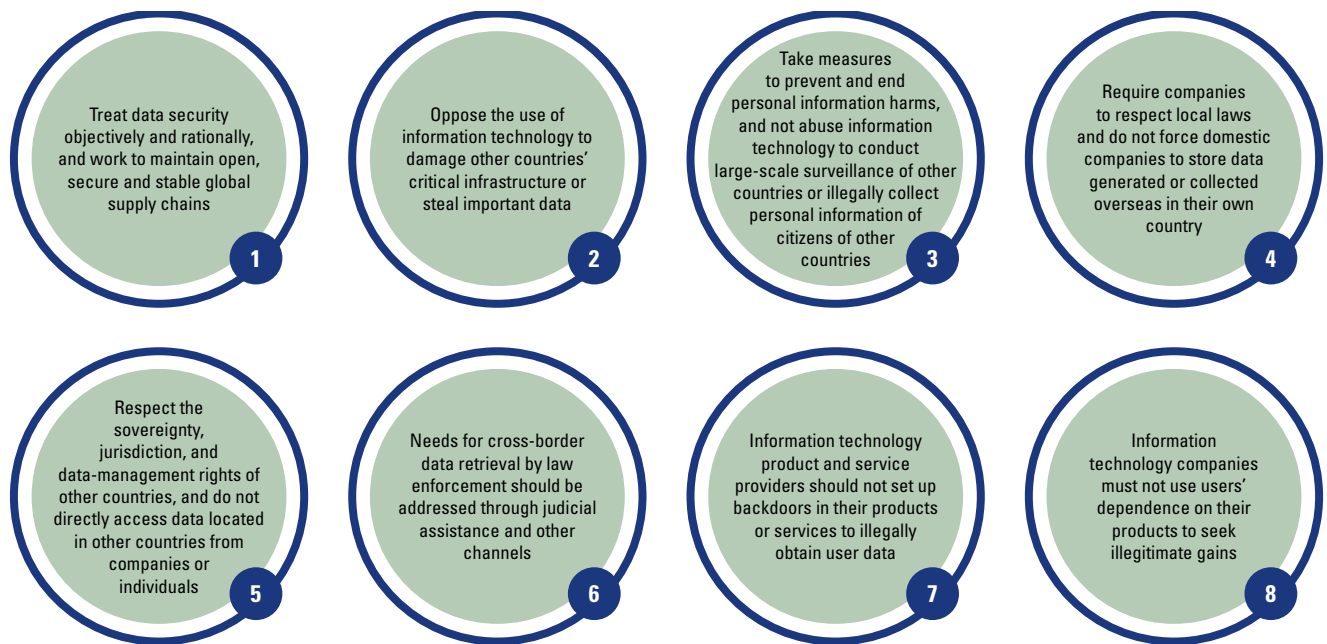 Treat data security
objectively and rationally,
and work to maintain open,
secure and stable global
supply chains
1
Oppose the use of
information technology to
damage other countries’
critical infrastructure or
steal important data
2
Take measures
to prevent and end
personal information harms,
and not abuse information
technology to conduct
large-scale surveillance of other
countries or illegally collect
personal information of
citizens of other
countries
3
Require companies
to respect local laws
and do not force domestic
companies to store data
generated or collected
overseas in their own
country
4
Respect the
sovereignty,
jurisdiction, and
data-management rights of
other countries, and do not
directly access data located
in other countries from
companies or
individuals
5
Needs for cross-border
data retrieval by law
enforcement should be
addressed through judicial
assistance and other
channels
6
Information technology
product and service
providers should not set up
backdoors in their products
or services to illegally
obtain user data
7
Information
technology companies
must not use users’
dependence on their
products to seek
illegitimate gains
8